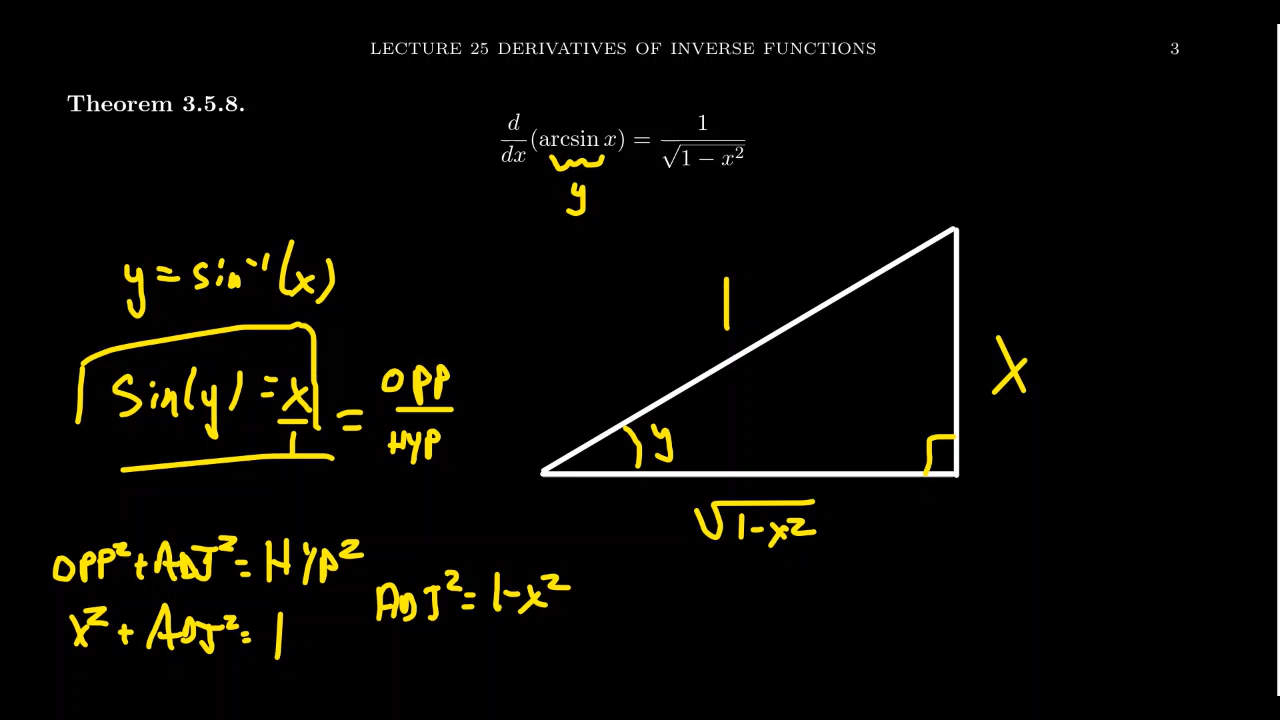 LECTURE 25 DERIVATIVES OF INVERSE FUNCTIONS 3
Theorem 3.5.8.
d/dx (arcsin x) = 1/√(1 − x²)
y
y = sin⁻¹(x)
Sin(y) = x/1 = OPP/HYP
1
x
y
√(1-x²)
OPP² + ADJ² = HYP²
ADJ² = 1-x²
x² + ADJ² = 1